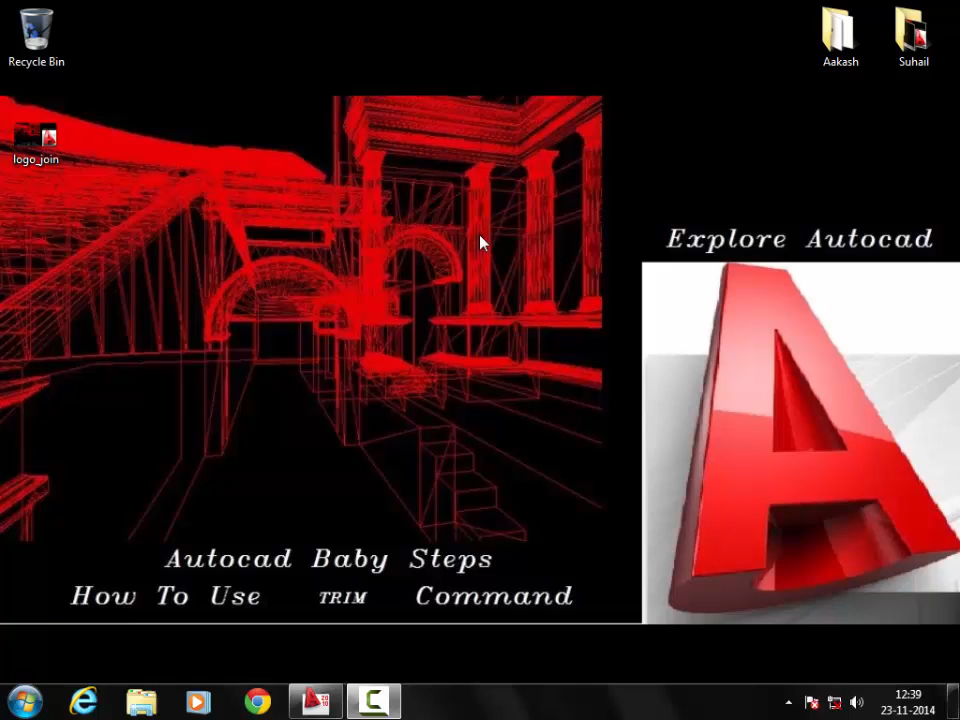 Recycle Bin
Aakash
Suhail
logo_join
Explore Autocad
Autocad Baby Steps
How To Use TRIM Command
12:39
23-11-2014